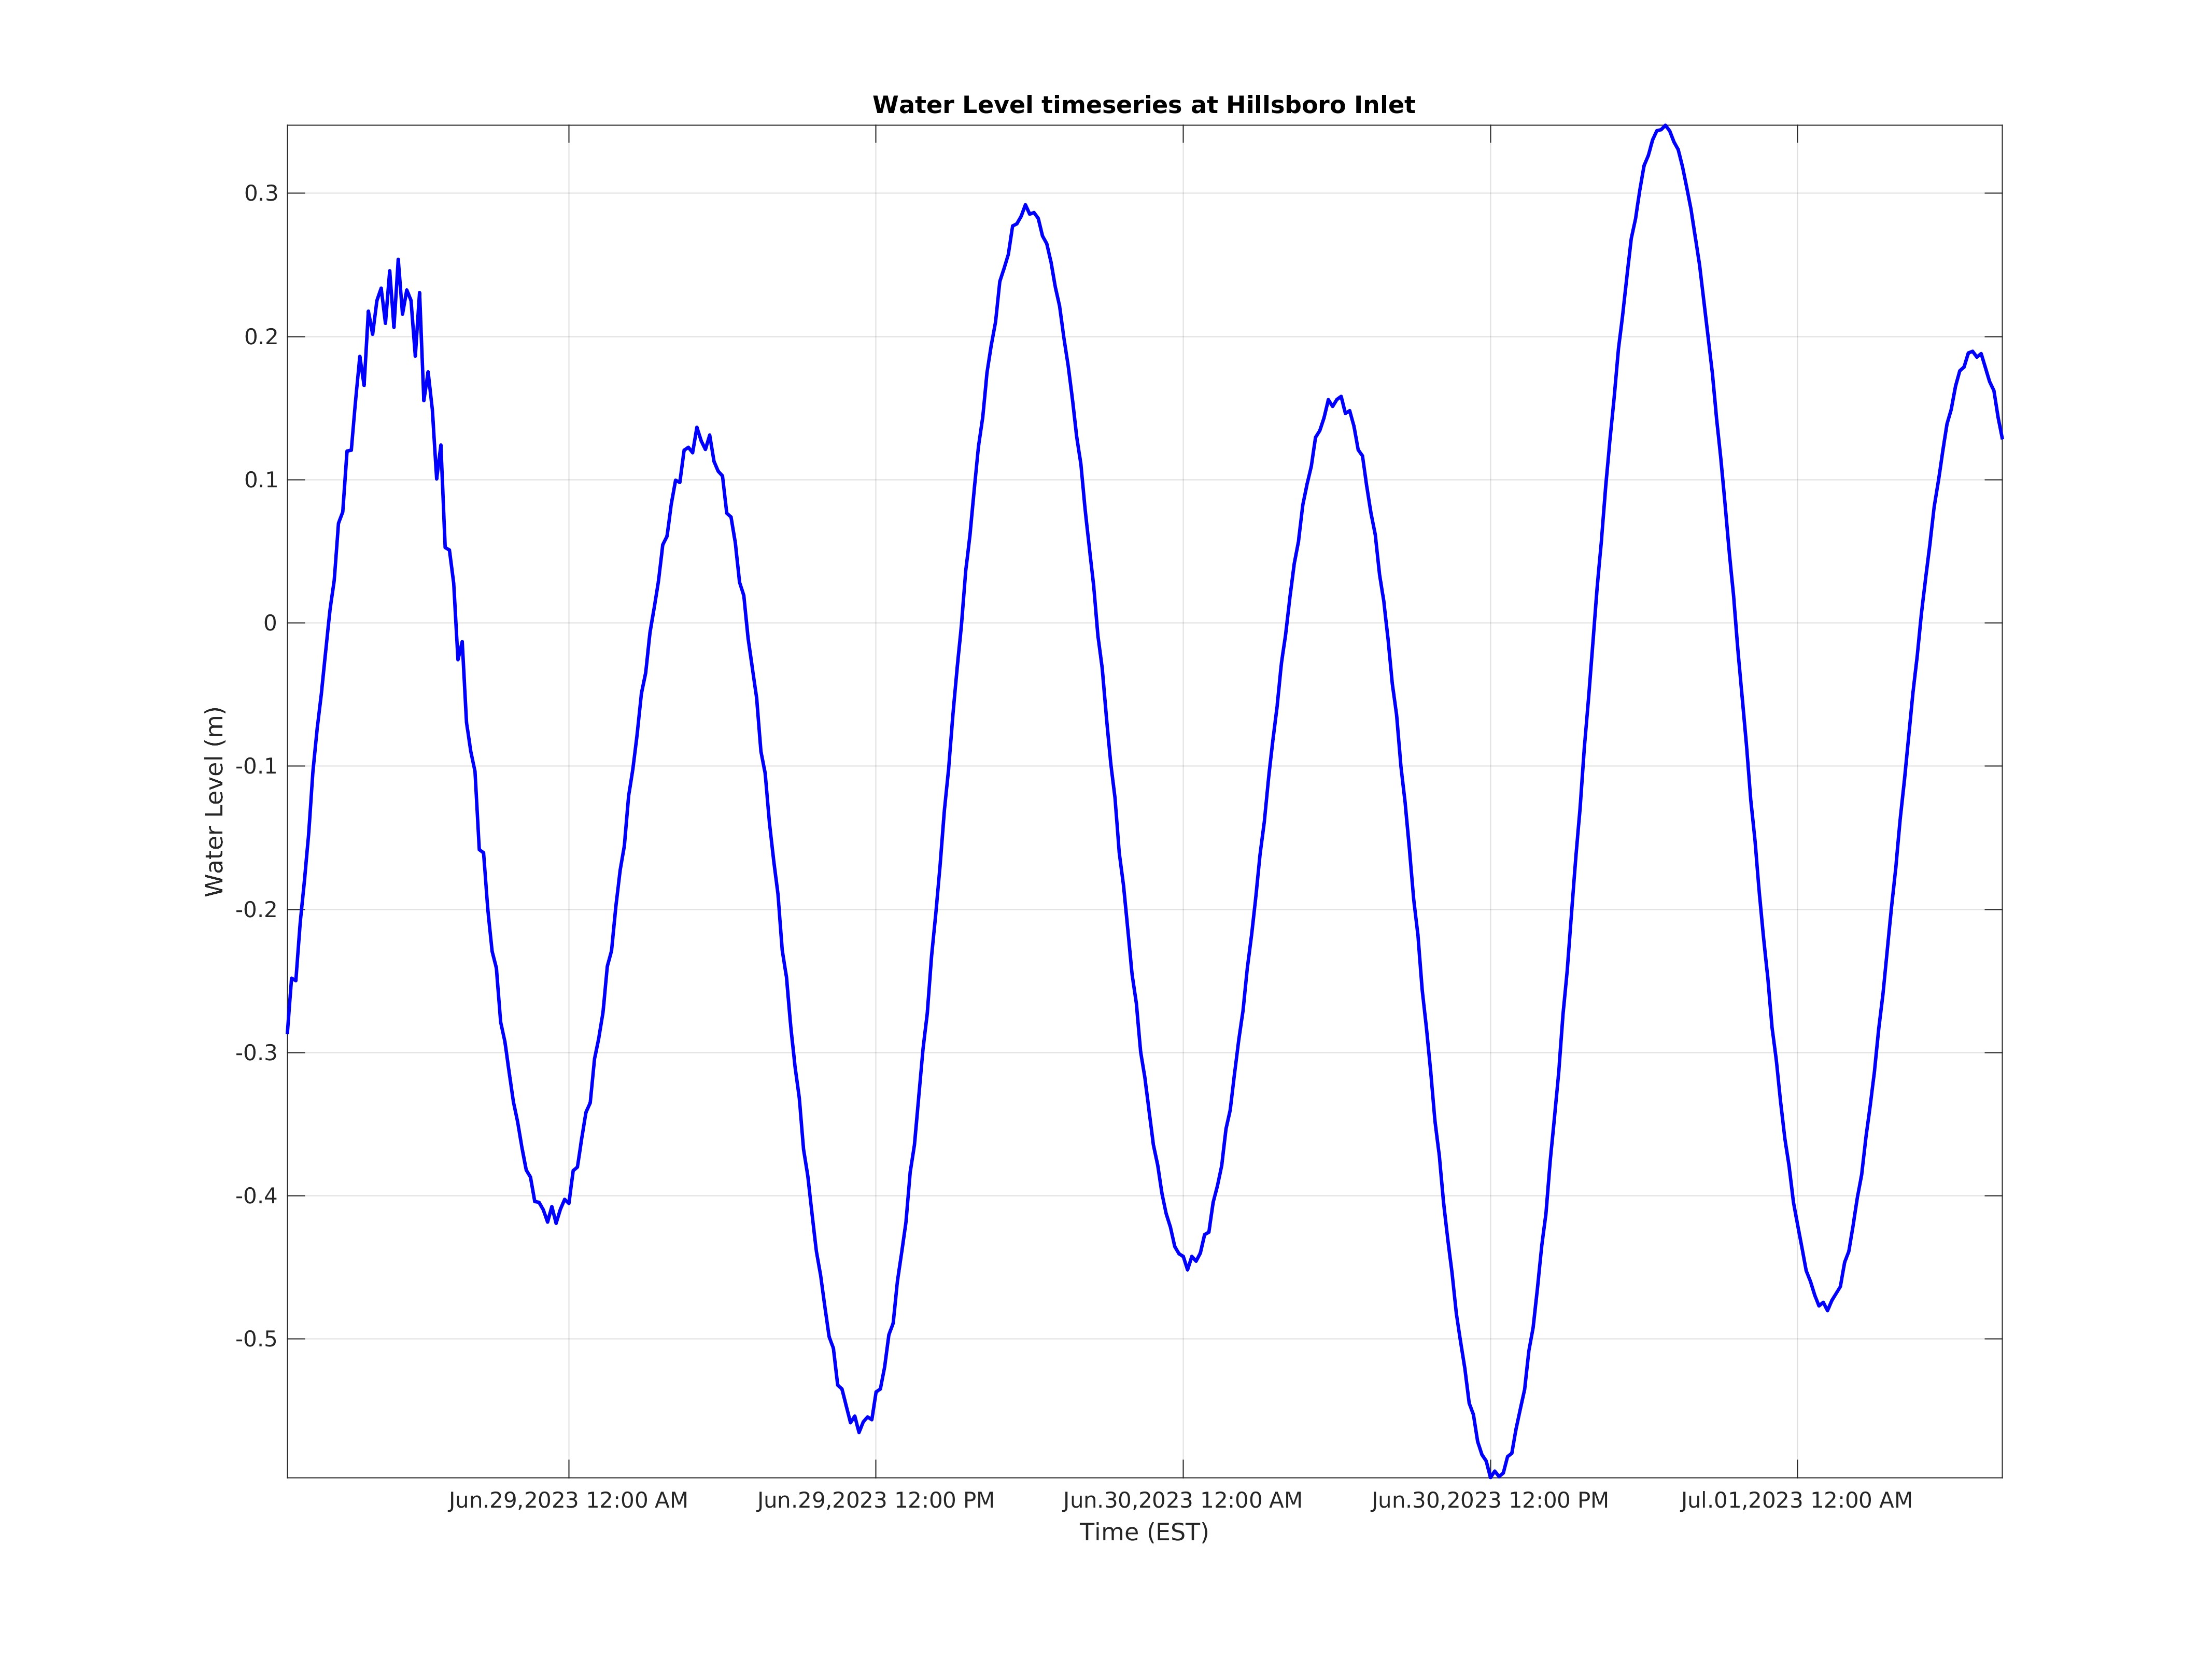 Water Level timeseries at Hillsboro Inlet
0.3
0.2
0.1
0
-0.1
-0.2
-0.3
-0.4
-0.5
Water Level (m)
Jun.29,2023 12:00 AM
Jun.29,2023 12:00 PM
Jun.30,2023 12:00 AM
Jun.30,2023 12:00 PM
Jul.01,2023 12:00 AM
Time (EST)